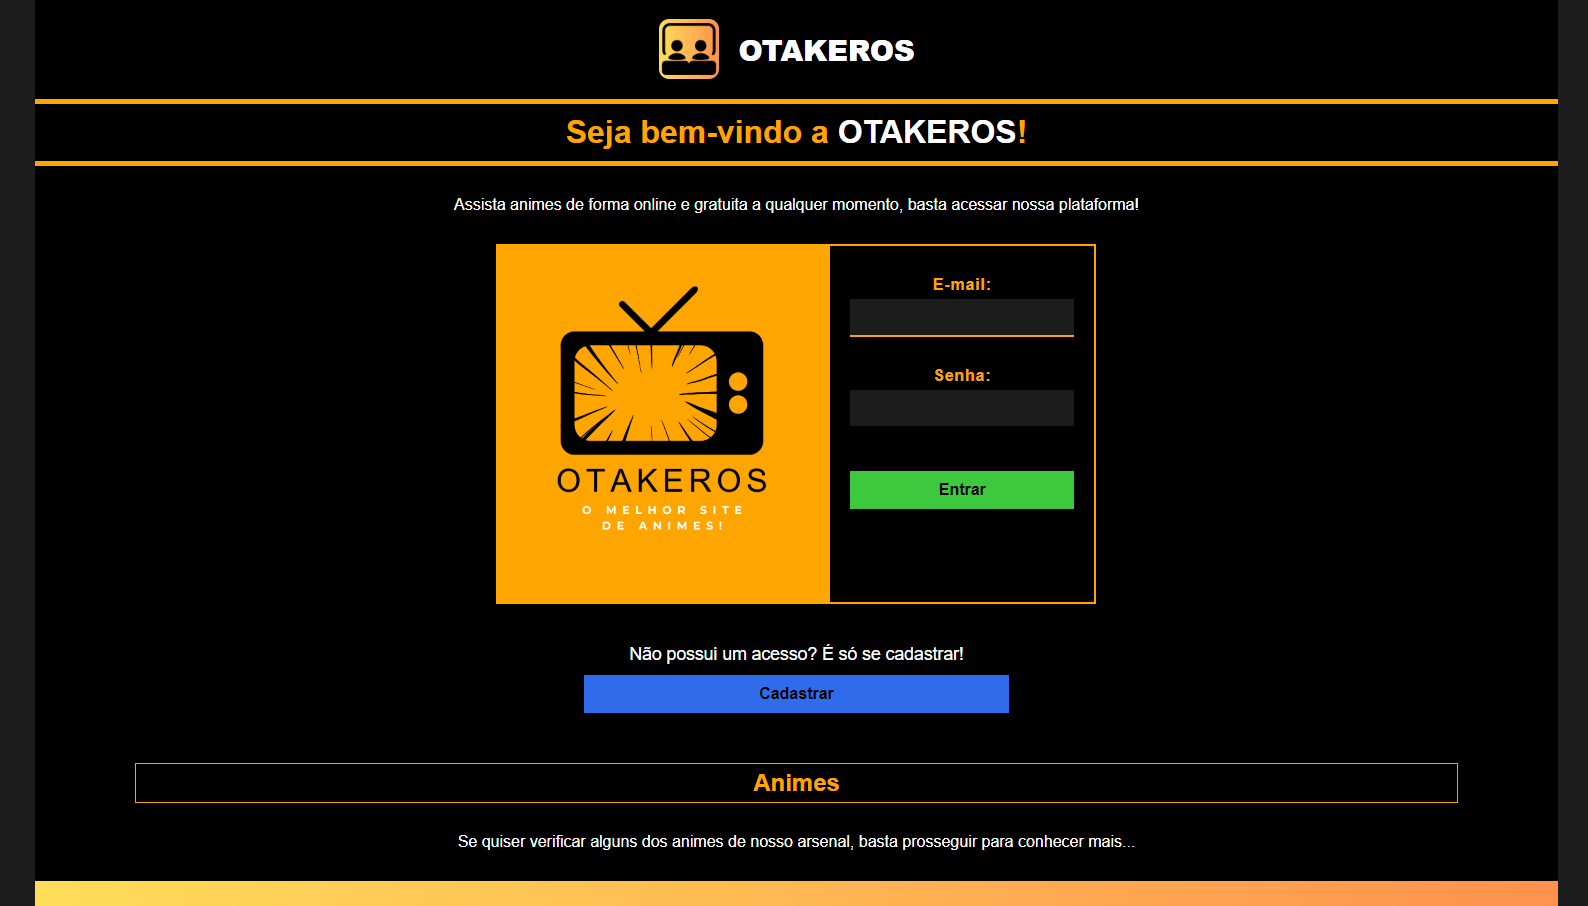 OTAKEROS
Seja bem-vindo a OTAKEROS!
Assista animes de forma online e gratuita a qualquer momento, basta acessar nossa plataforma!
OTAKEROS
O MELHOR SITE
DE ANIMES!
E-mail:
Senha:
Entrar
Não possui um acesso? É só se cadastrar!
Cadastrar
Animes
Se quiser verificar alguns dos animes de nosso arsenal, basta prosseguir para conhecer mais...